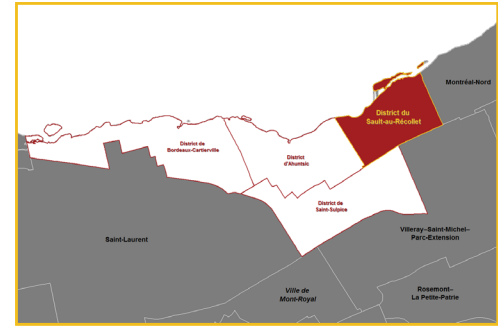 Montréal-Nord
District du
Sault-au-Récollet
District de
Bordeaux-Cartierville
District
d'Ahuntsic
District de
Saint-Sulpice
Saint-Laurent
Villeray–Saint-Michel–
Parc-Extension
Ville de
Mont-Royal
Rosemont–
La Petite-Patrie